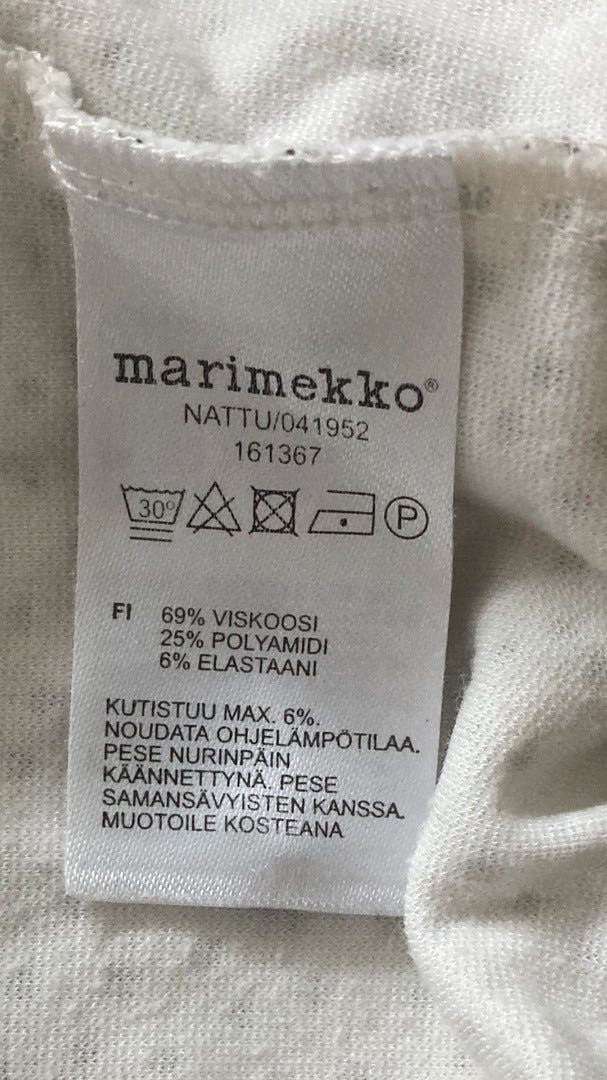 marimekko®
NATTU/041952
161367
30°
P
FI 69% VISKOOSI
25% POLYAMIDI
6% ELASTAANI
KUTISTUU MAX. 6%.
NOUDATA OHJELÄMPÖTILAA.
PESE NURINPÄIN
KÄÄNNETTYNÄ. PESE
SAMANSÄVYISTEN KANSSA.
MUOTOILE KOSTEANA